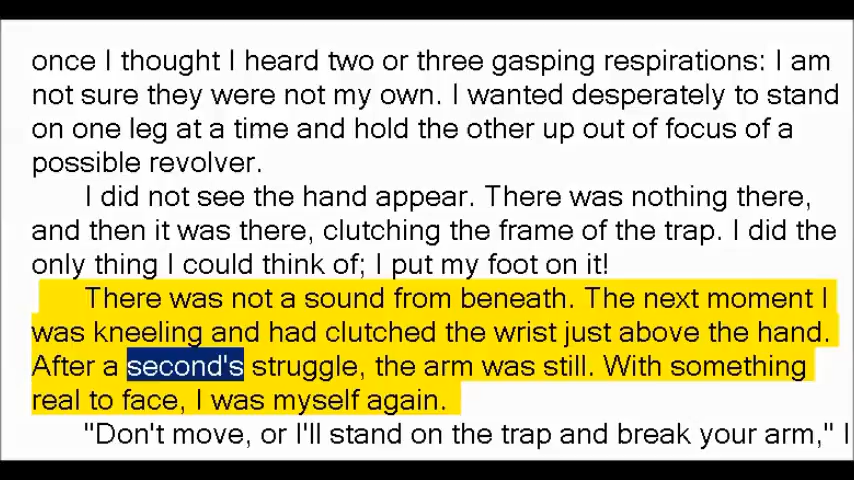 once I thought I heard two or three gasping respirations: I am
not sure they were not my own. I wanted desperately to stand
on one leg at a time and hold the other up out of focus of a
possible revolver.
I did not see the hand appear. There was nothing there,
and then it was there, clutching the frame of the trap. I did the
only thing I could think of; I put my foot on it!
There was not a sound from beneath. The next moment I
was kneeling and had clutched the wrist just above the hand.
After a second's struggle, the arm was still. With something
real to face, I was myself again.
"Don't move, or I'll stand on the trap and break your arm," I